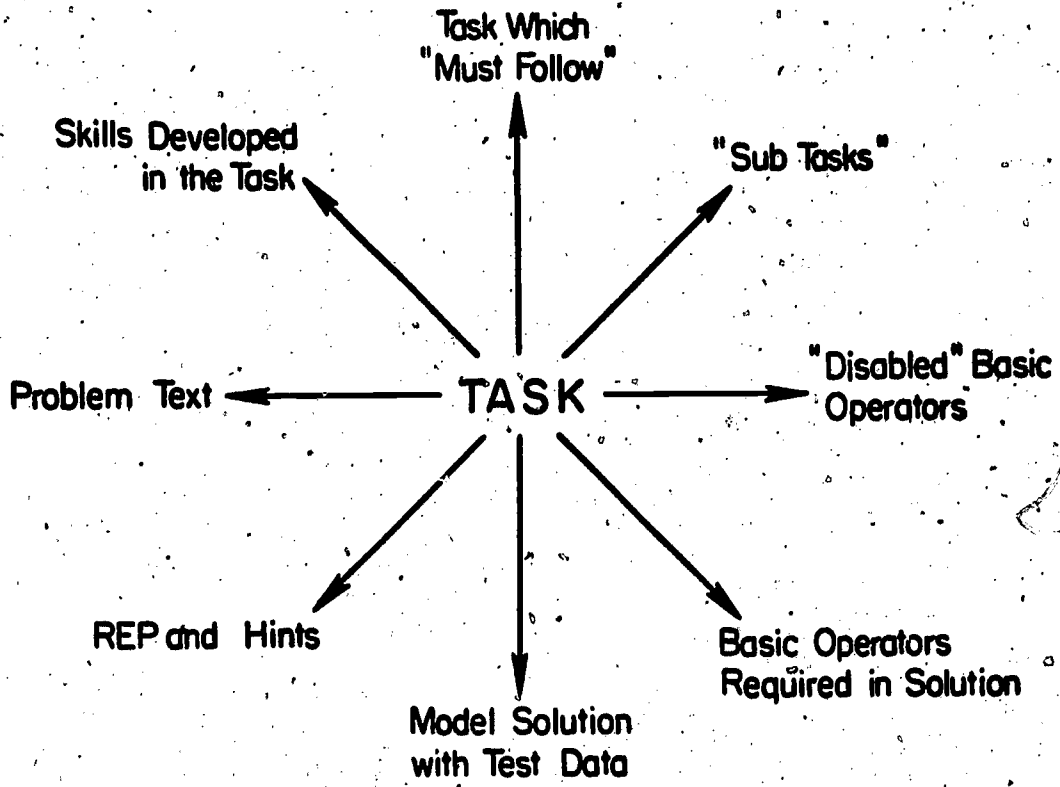 Task Which
"Must Follow"
Skills Developed
in the Task
"Sub Tasks"
Problem Text
TASK
"Disabled" Basic
Operators
REP and Hints
Basic Operators
Required in Solution
Model Solution
with Test Data